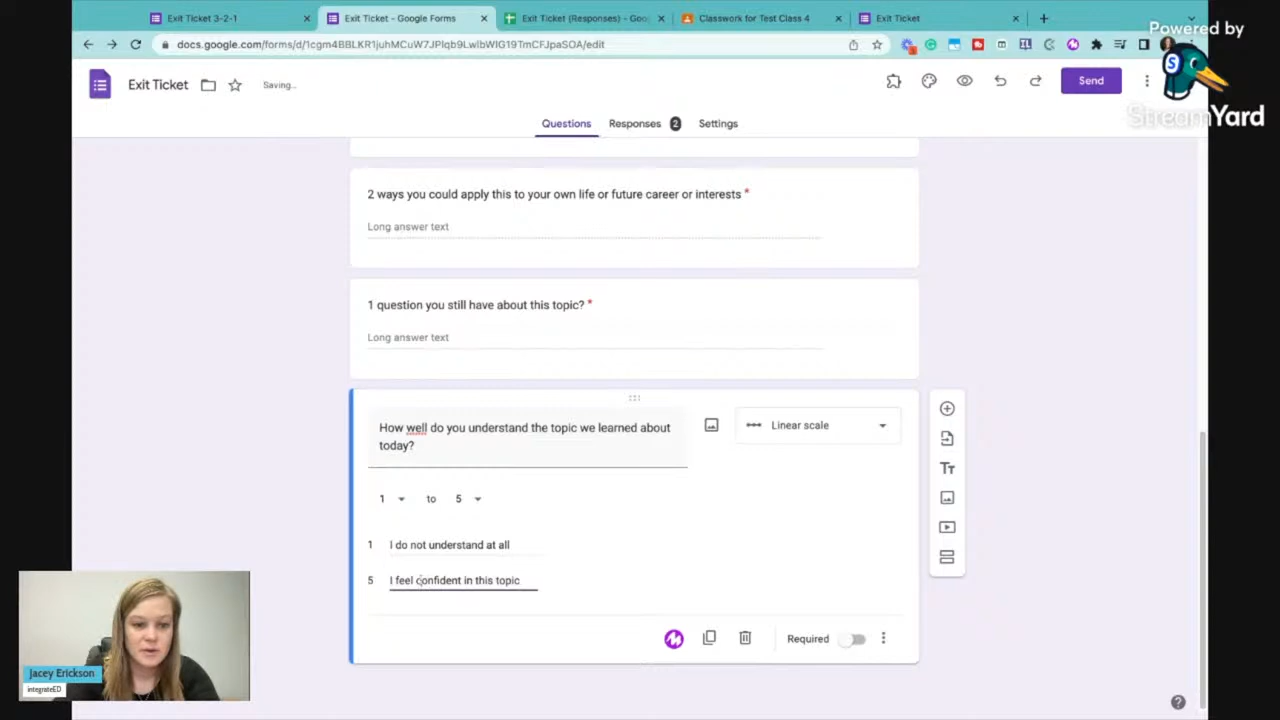 Exit Ticket 3-2-1
Exit Ticket - Google Forms
Exit Ticket (Responses) - Goo
Classwork for Test Class 4
Exit Ticket
docs.google.com/forms/d/1cgm4BBLKR1juhMCuW7JPlqb9LwlbWIG19TmCFJpaSOA/edit
Powered by
StreamYard
Exit Ticket
Saving...
Send
Questions
Responses 2
Settings
2 ways you could apply this to your own life or future career or interests *
Long answer text
1 question you still have about this topic? *
Long answer text
How well do you understand the topic we learned about
today?
Linear scale
1 to 5
1 I do not understand at all
5 I feel confident in this topic
Required
Jacey Erickson
integrateED